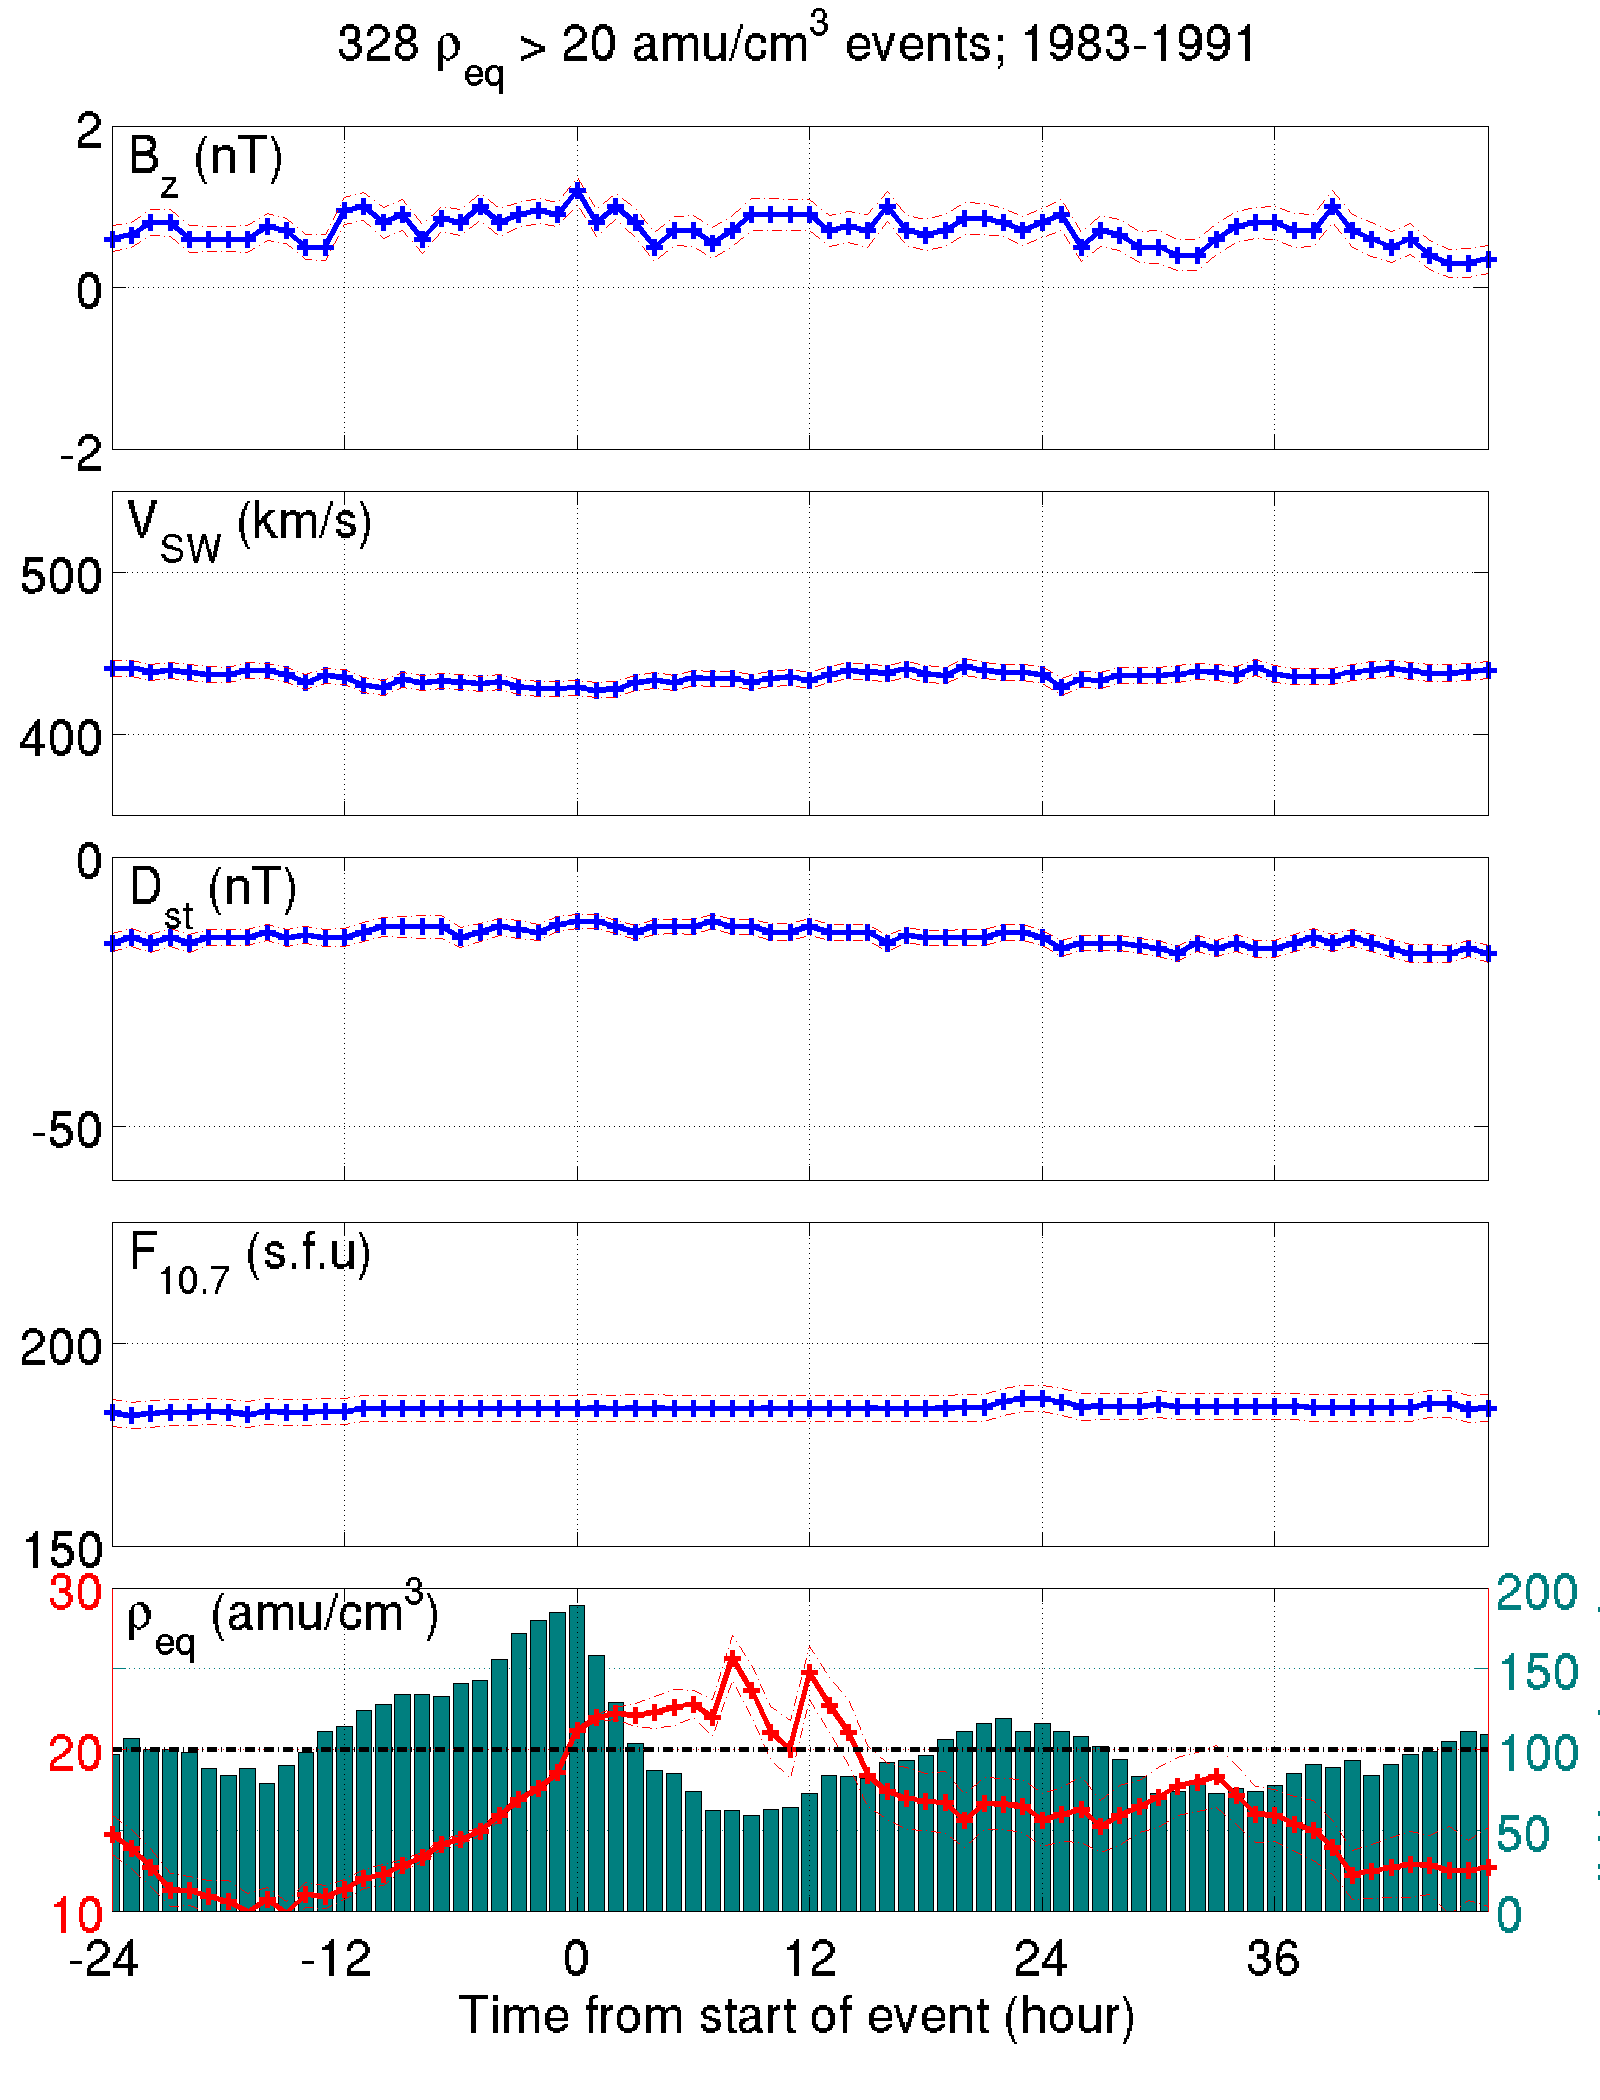 328 ρeq > 20 amu/cm³ events; 1983-1991
2
Bz (nT)
0
-2
VSW (km/s)
500
400
0
Dst (nT)
-50
F10.7 (s.f.u)
200
150
30
ρeq (amu/cm³)
200
150
20
100
50
10
0
-24 -12 0 12 24 36
Time from start of event (hour)